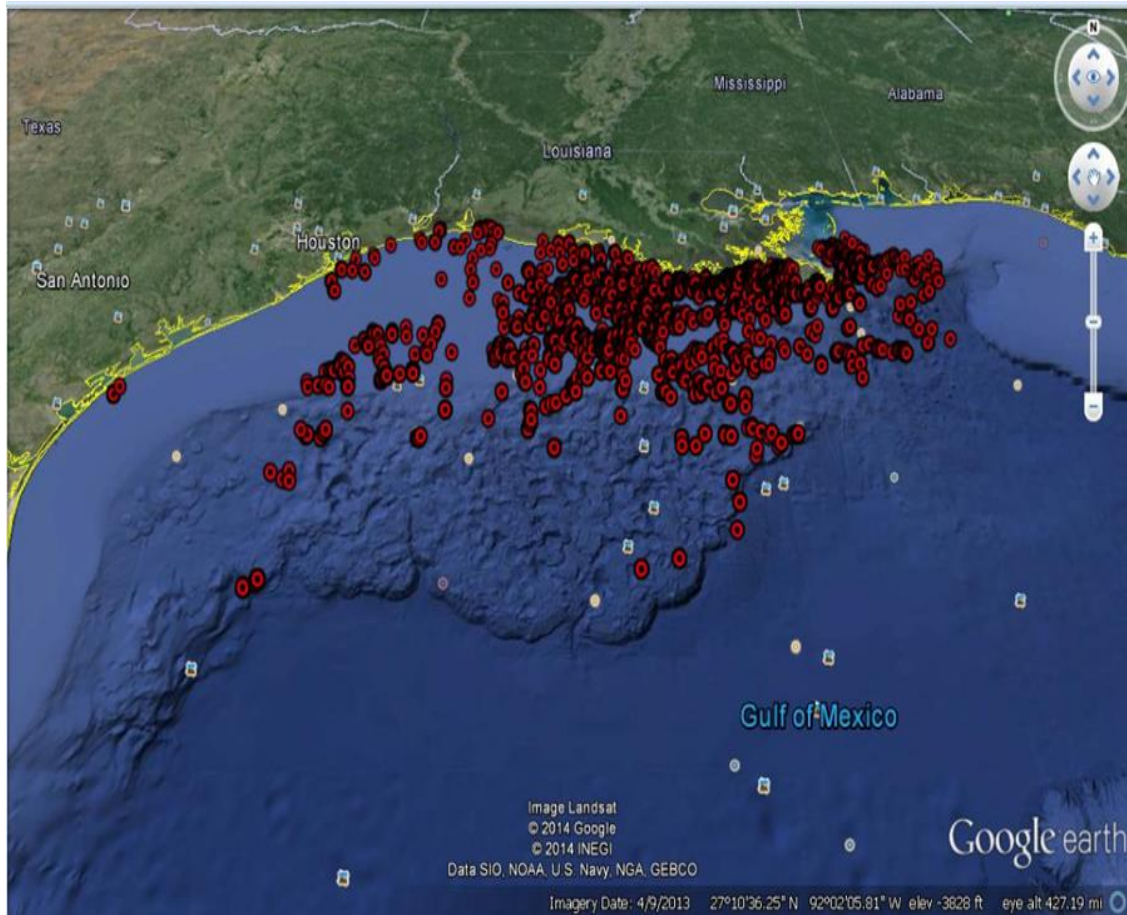 N
Mississippi
Alabama
Texas
Louisiana
Houston
San Antonio
Gulf of Mexico
Image Landsat
© 2014 Google
© 2014 INEGI
Data SIO, NOAA, U.S. Navy, NGA, GEBCO
Google earth
Imagery Date: 4/9/2013 27°10'36.25" N 92°02'05.81" W elev -3828 ft eye alt 427.19 mi